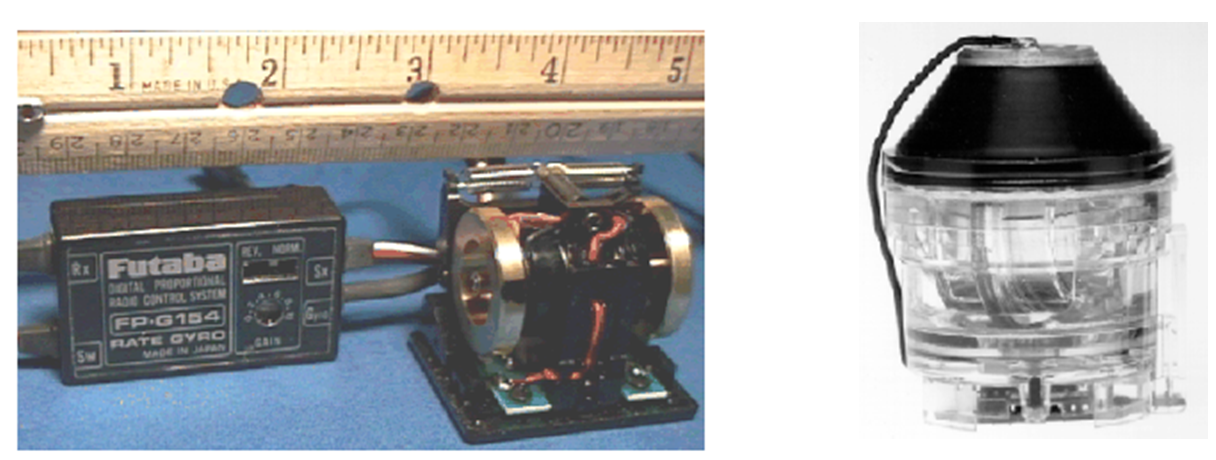 1 2 3 4 5
MADE IN U S
29 28 27 26 25 24 23 22 21 20
Rx
Futaba
DIGITAL PROPORTIONAL
RADIO CONTROL SYSTEM
FP-G154
RATE GYRO
MADE IN JAPAN
SW
REV. NORM.
Sx
Gyro
GAIN